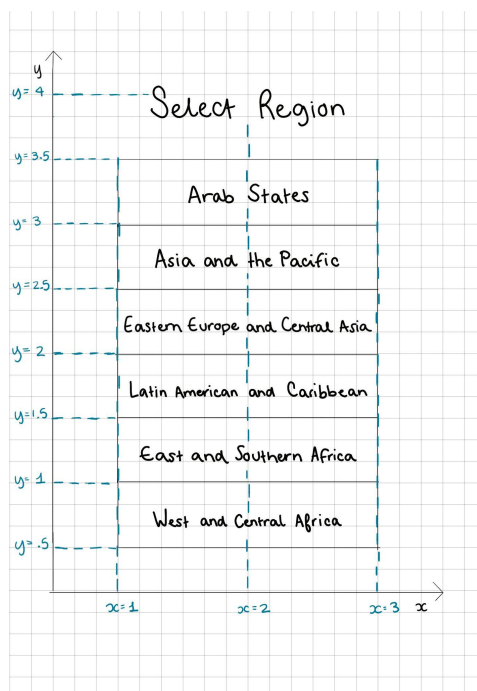 y
y= 4
Select Region
y= 3.5
Arab States
y= 3
Asia and the Pacific
y= 2.5
Eastern Europe and Central Asia
y= 2
Latin American and Caribbean
y=1.5
East and Southern Africa
y= 1
West and Central Africa
y= .5
x=1 x=2 x=3 x